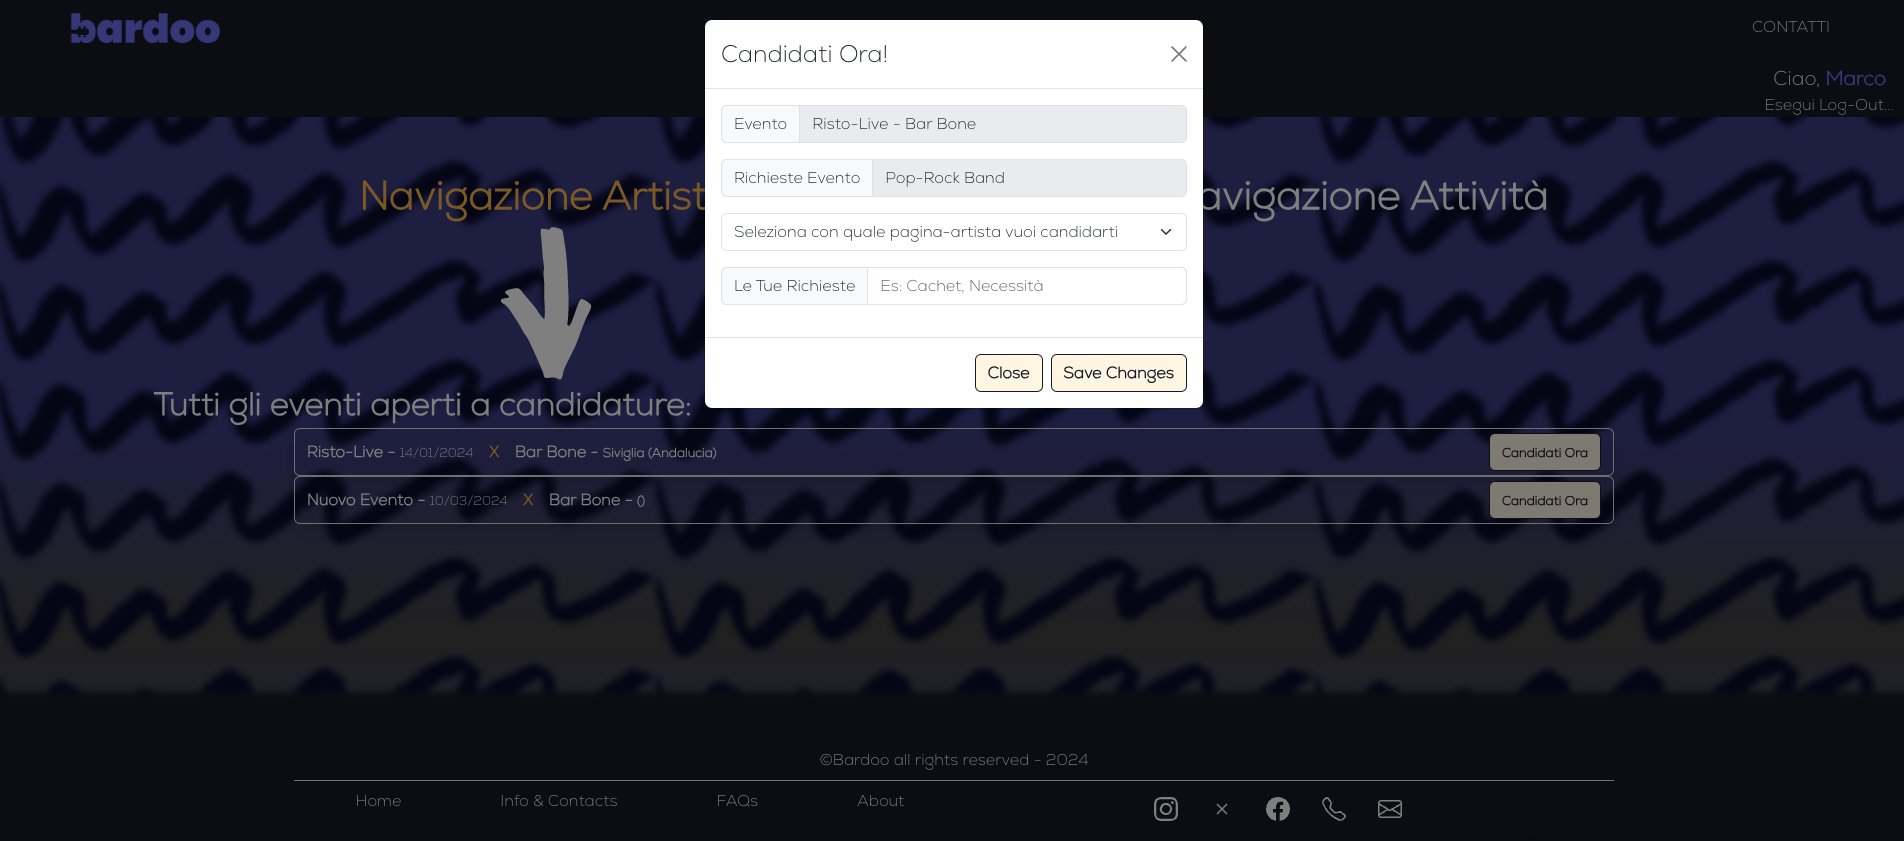 bardoo
CONTATTI
Ciao, Marco
Esegui Log-Out...
Candidati Ora!
Evento Risto-Live - Bar Bone
Richieste Evento Pop-Rock Band
Seleziona con quale pagina-artista vuoi candidarti
Le Tue Richieste Es: Cachet, Necessità
Close Save Changes
Navigazione Artist
avigazione Attività
Tutti gli eventi aperti a candidature:
Risto-Live - 14/01/2024 X Bar Bone - Siviglia (Andalucia) Candidati Ora
Nuovo Evento - 10/03/2024 X Bar Bone - () Candidati Ora
©Bardoo all rights reserved - 2024
Home Info & Contacts FAQs About